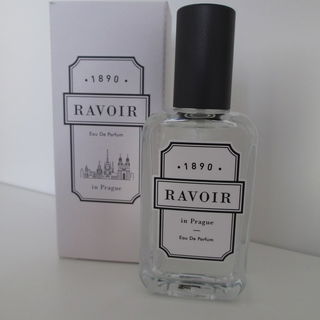 1890
RAVOIR
Eau De Parfum
in Prague
1890
RAVOIR
in Prague
Eau De Parfum